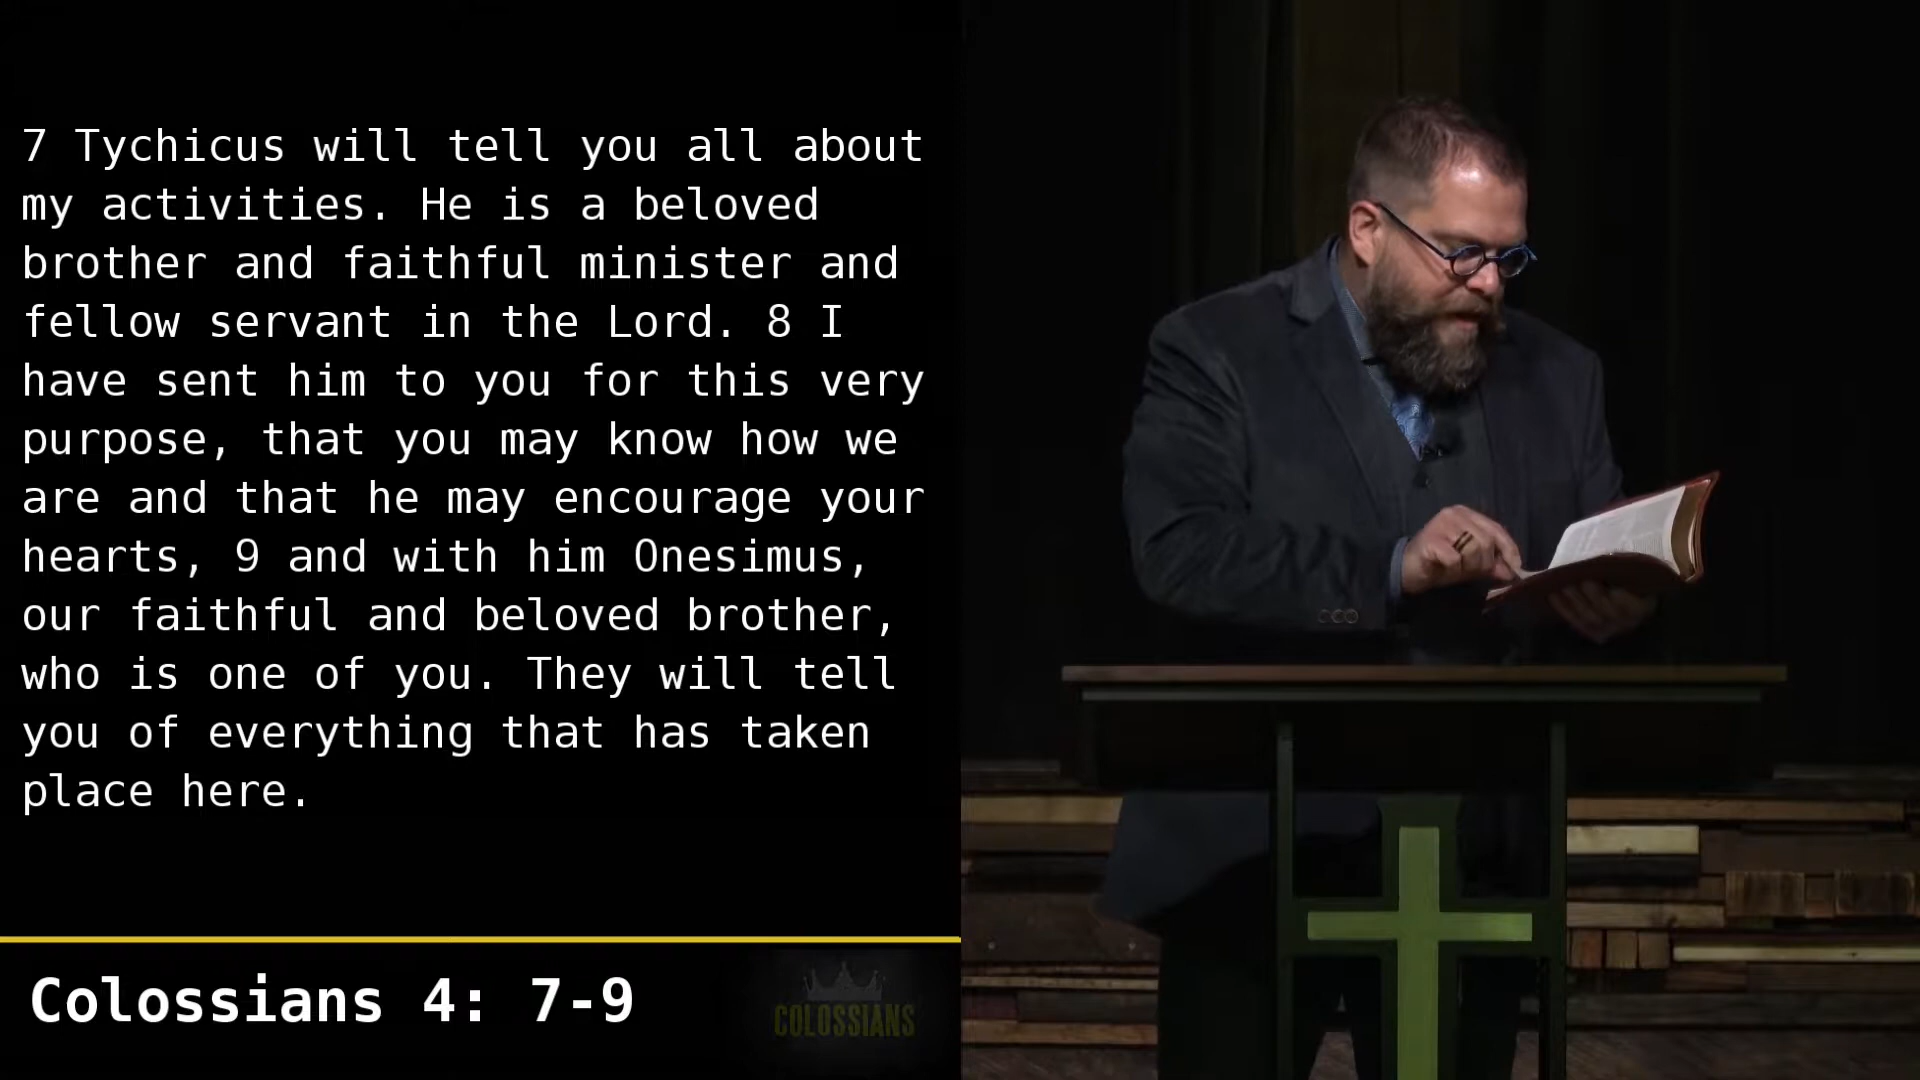 7 Tychicus will tell you all about
my activities. He is a beloved
brother and faithful minister and
fellow servant in the Lord. 8 I
have sent him to you for this very
purpose, that you may know how we
are and that he may encourage your
hearts, 9 and with him Onesimus,
our faithful and beloved brother,
who is one of you. They will tell
you of everything that has taken
place here.
Colossians 4: 7-9
COLOSSIANS